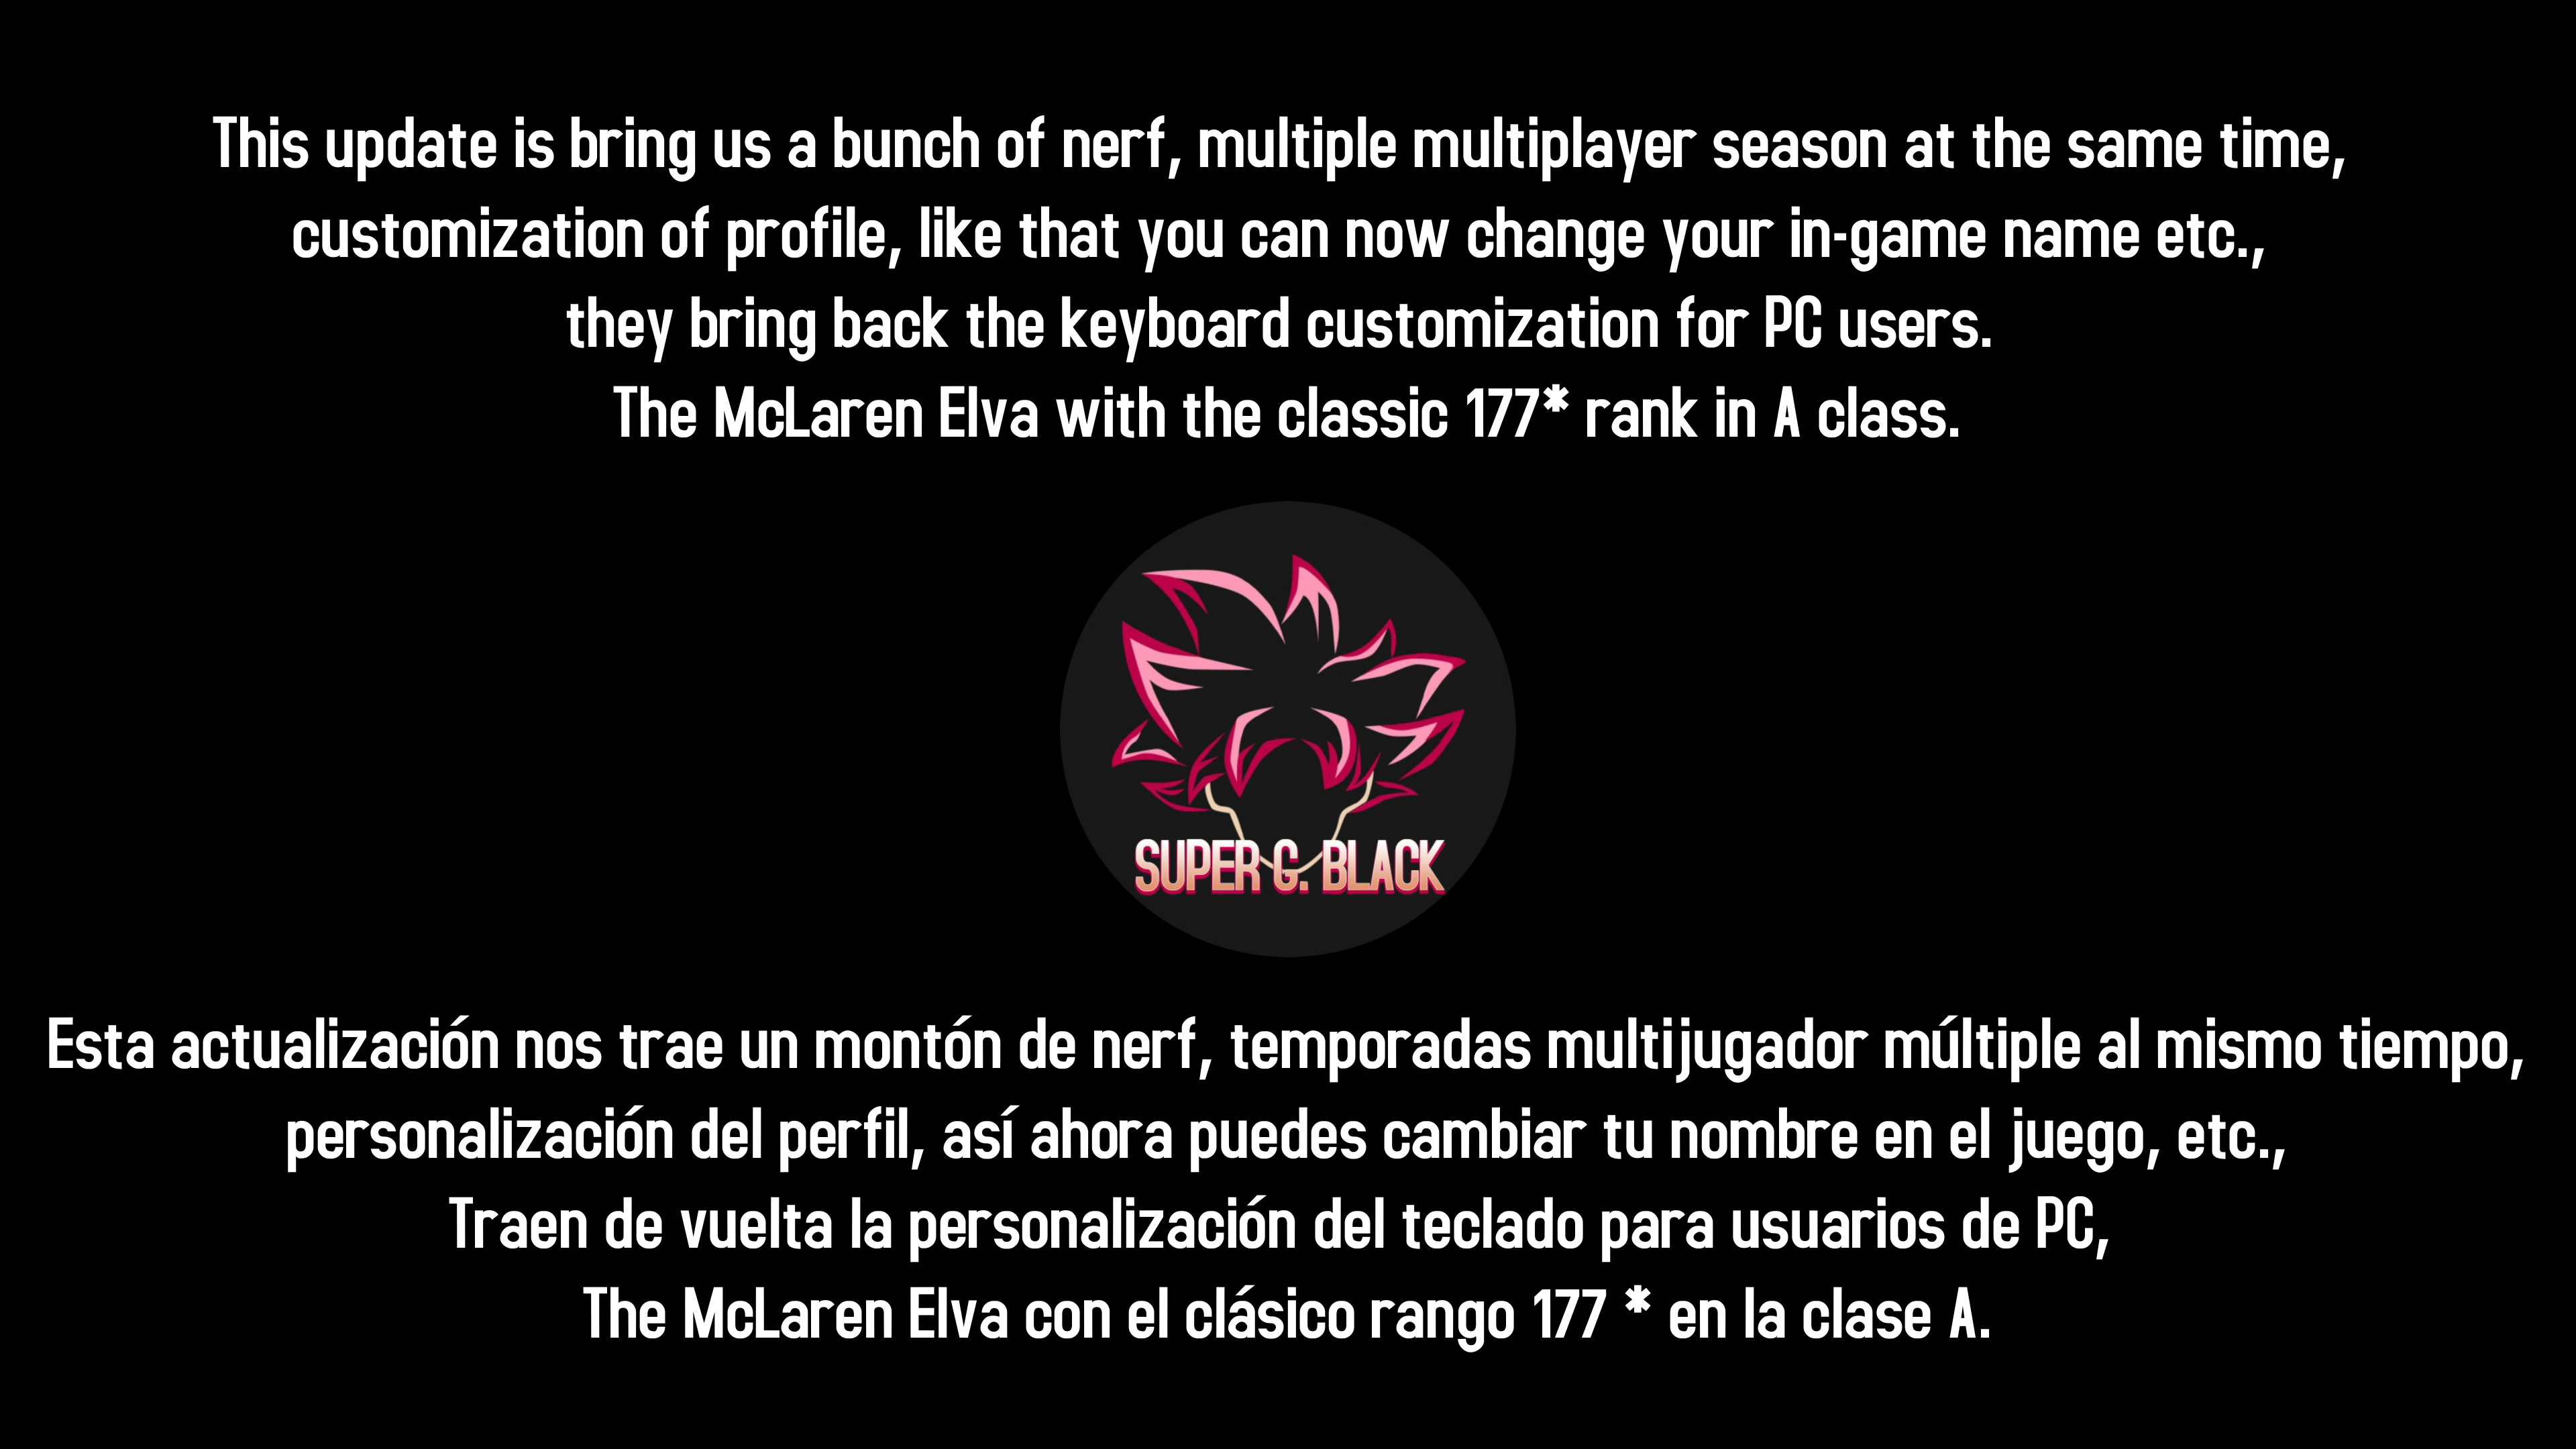 This update is bring us a bunch of nerf, multiple multiplayer season at the same time,
customization of profile, like that you can now change your in-game name etc.,
they bring back the keyboard customization for PC users.
The McLaren Elva with the classic 177* rank in A class.
SUPER G. BLACK
Esta actualización nos trae un montón de nerf, temporadas multijugador múltiple al mismo tiempo,
personalización del perfil, así ahora puedes cambiar tu nombre en el juego, etc.,
Traen de vuelta la personalización del teclado para usuarios de PC,
The McLaren Elva con el clásico rango 177 * en la clase A.